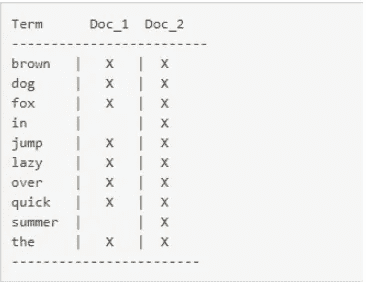 Term      Doc_1  Doc_2
-------------------------
brown   |   X   |  X
dog     |   X   |  X
fox     |   X   |  X
in      |       |  X
jump    |   X   |  X
lazy    |   X   |  X
over    |   X   |  X
quick   |   X   |  X
summer  |       |  X
the     |   X   |  X
------------------------